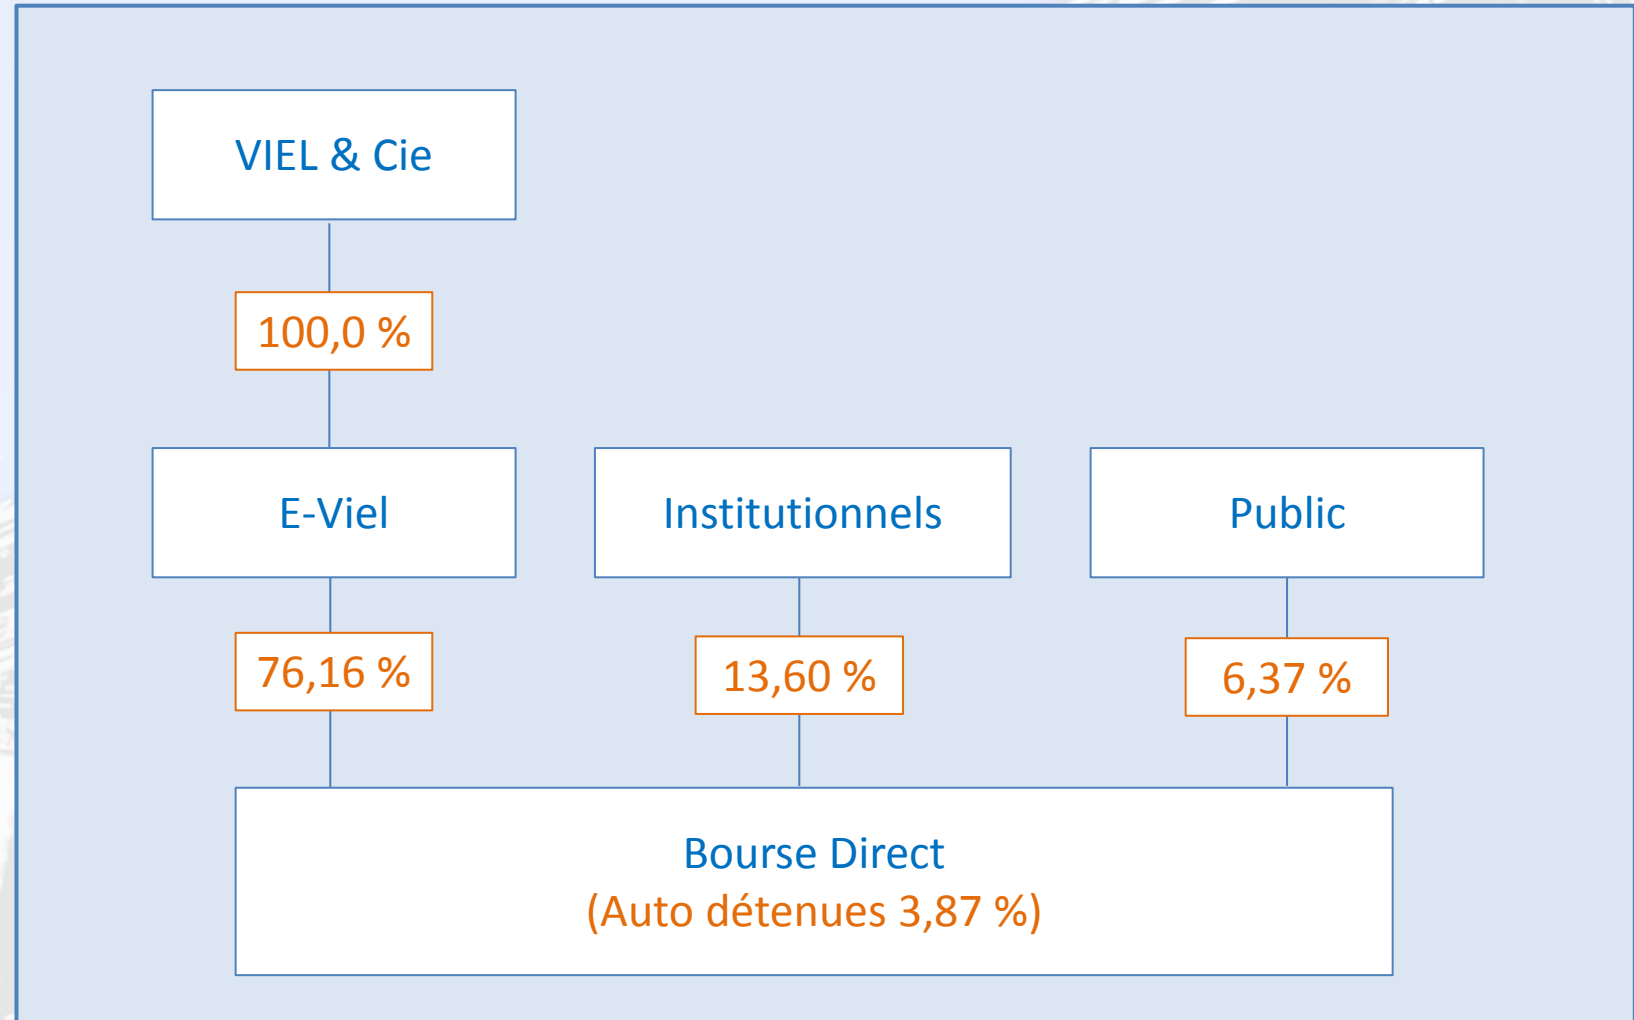 VIEL & Cie
100,0 %
E-Viel
Institutionnels
Public
76,16 %
13,60 %
6,37 %
Bourse Direct
(Auto détenues 3,87 %)